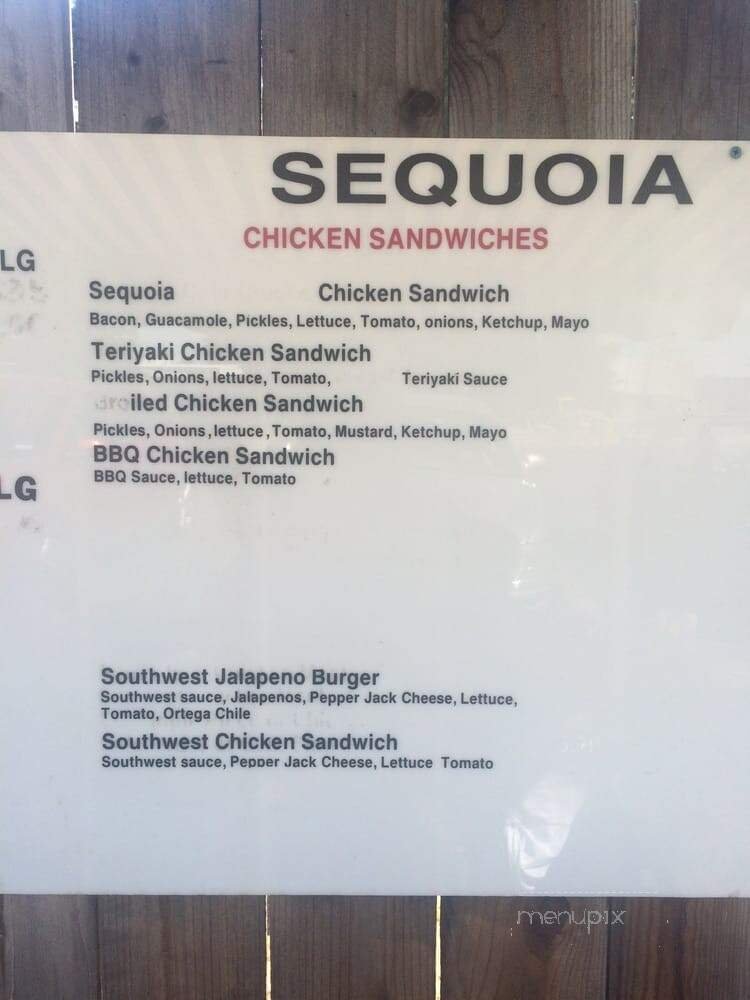 SEQUOIA
CHICKEN SANDWICHES
LG
Sequoia Chicken Sandwich
Bacon, Guacamole, Pickles, Lettuce, Tomato, onions, Ketchup, Mayo
Teriyaki Chicken Sandwich
Pickles, Onions, lettuce, Tomato, Teriyaki Sauce
iled Chicken Sandwich
Pickles, Onions, lettuce, Tomato, Mustard, Ketchup, Mayo
BBQ Chicken Sandwich
BBQ Sauce, lettuce, Tomato
LG
Southwest Jalapeno Burger
Southwest sauce, Jalapenos, Pepper Jack Cheese, Lettuce,
Tomato, Ortega Chile
Southwest Chicken Sandwich
Southwest sauce, Pepper Jack Cheese, Lettuce Tomato
menupix